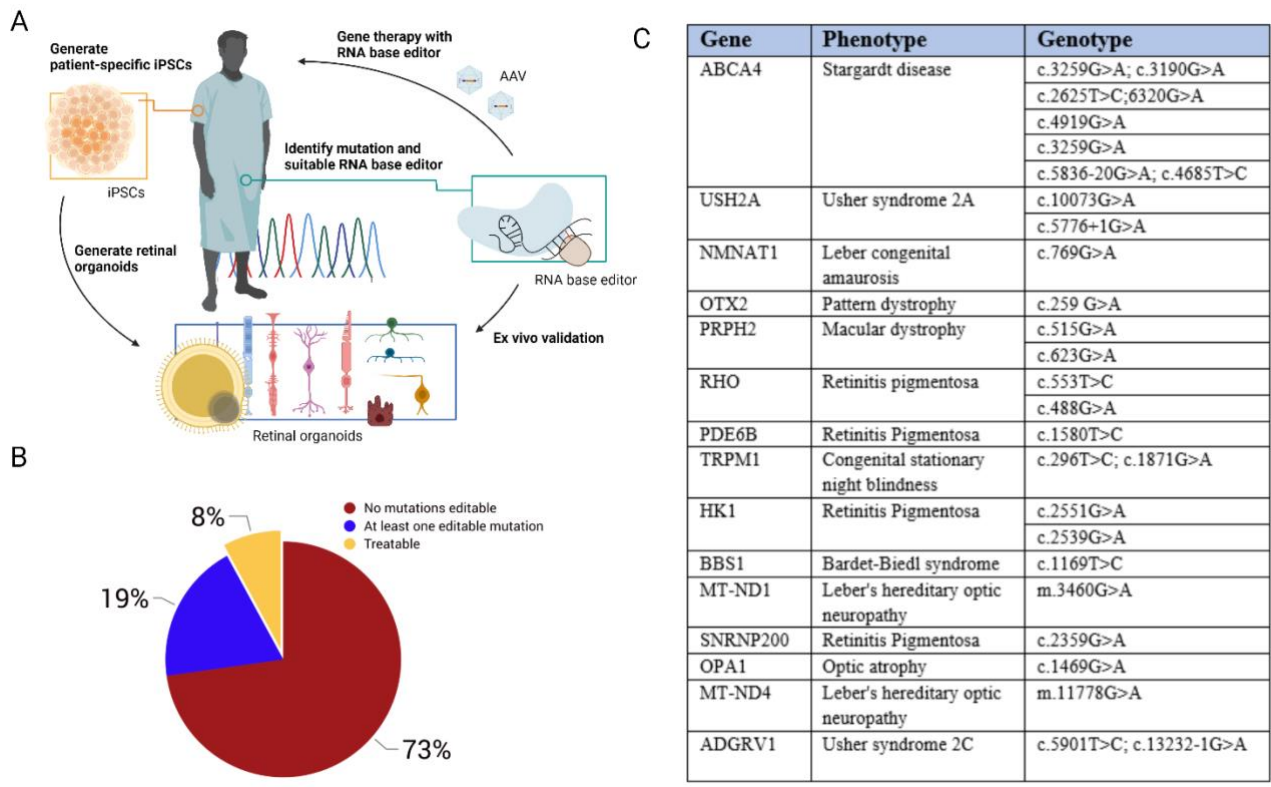 A
Generate
patient-specific iPSCs
iPSCs
Gene therapy with
RNA base editor
AAV
Identify mutation and
suitable RNA base editor
RNA base editor
Generate retinal
organoids
Ex vivo validation
Retinal organoids
B
No mutations editable
At least one editable mutation
Treatable
8%
19%
73%
C
Gene Phenotype Genotype
ABCA4 Stargardt disease c.3259G>A; c.3190G>A
c.2625T>C;6320G>A
c.4919G>A
c.3259G>A
c.5836-20G>A; c.4685T>C
USH2A Usher syndrome 2A c.10073G>A
c.5776+1G>A
NMNAT1 Leber congenital c.769G>A
amaurosis
OTX2 Pattern dystrophy c.259 G>A
PRPH2 Macular dystrophy c.515G>A
c.623G>A
RHO Retinitis pigmentosa c.553T>C
c.488G>A
PDE6B Retinitis Pigmentosa c.1580T>C
TRPM1 Congenital stationary c.296T>C; c.1871G>A
night blindness
HK1 Retinitis Pigmentosa c.2551G>A
c.2539G>A
BBS1 Bardet-Biedl syndrome c.1169T>C
MT-ND1 Leber's hereditary optic m.3460G>A
neuropathy
SNRNP200 Retinitis Pigmentosa c.2359G>A
OPA1 Optic atrophy c.1469G>A
MT-ND4 Leber's hereditary optic m.11778G>A
neuropathy
ADGRV1 Usher syndrome 2C c.5901T>C; c.13232-1G>A